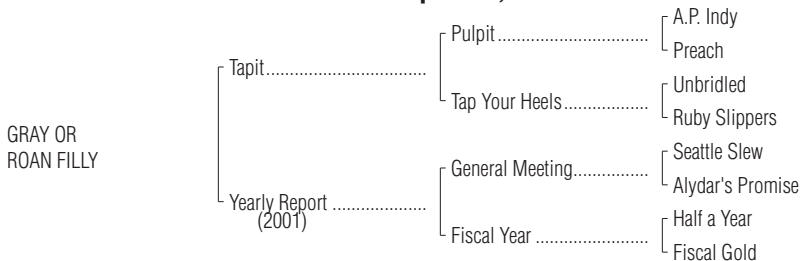 A.P. Indy
Pulpit
Preach
Tapit
Unbridled
Tap Your Heels
Ruby Slippers
GRAY OR
ROAN FILLY
Seattle Slew
General Meeting
Alydar's Promise
Yearly Report
(2001)
Half a Year
Fiscal Year
Fiscal Gold